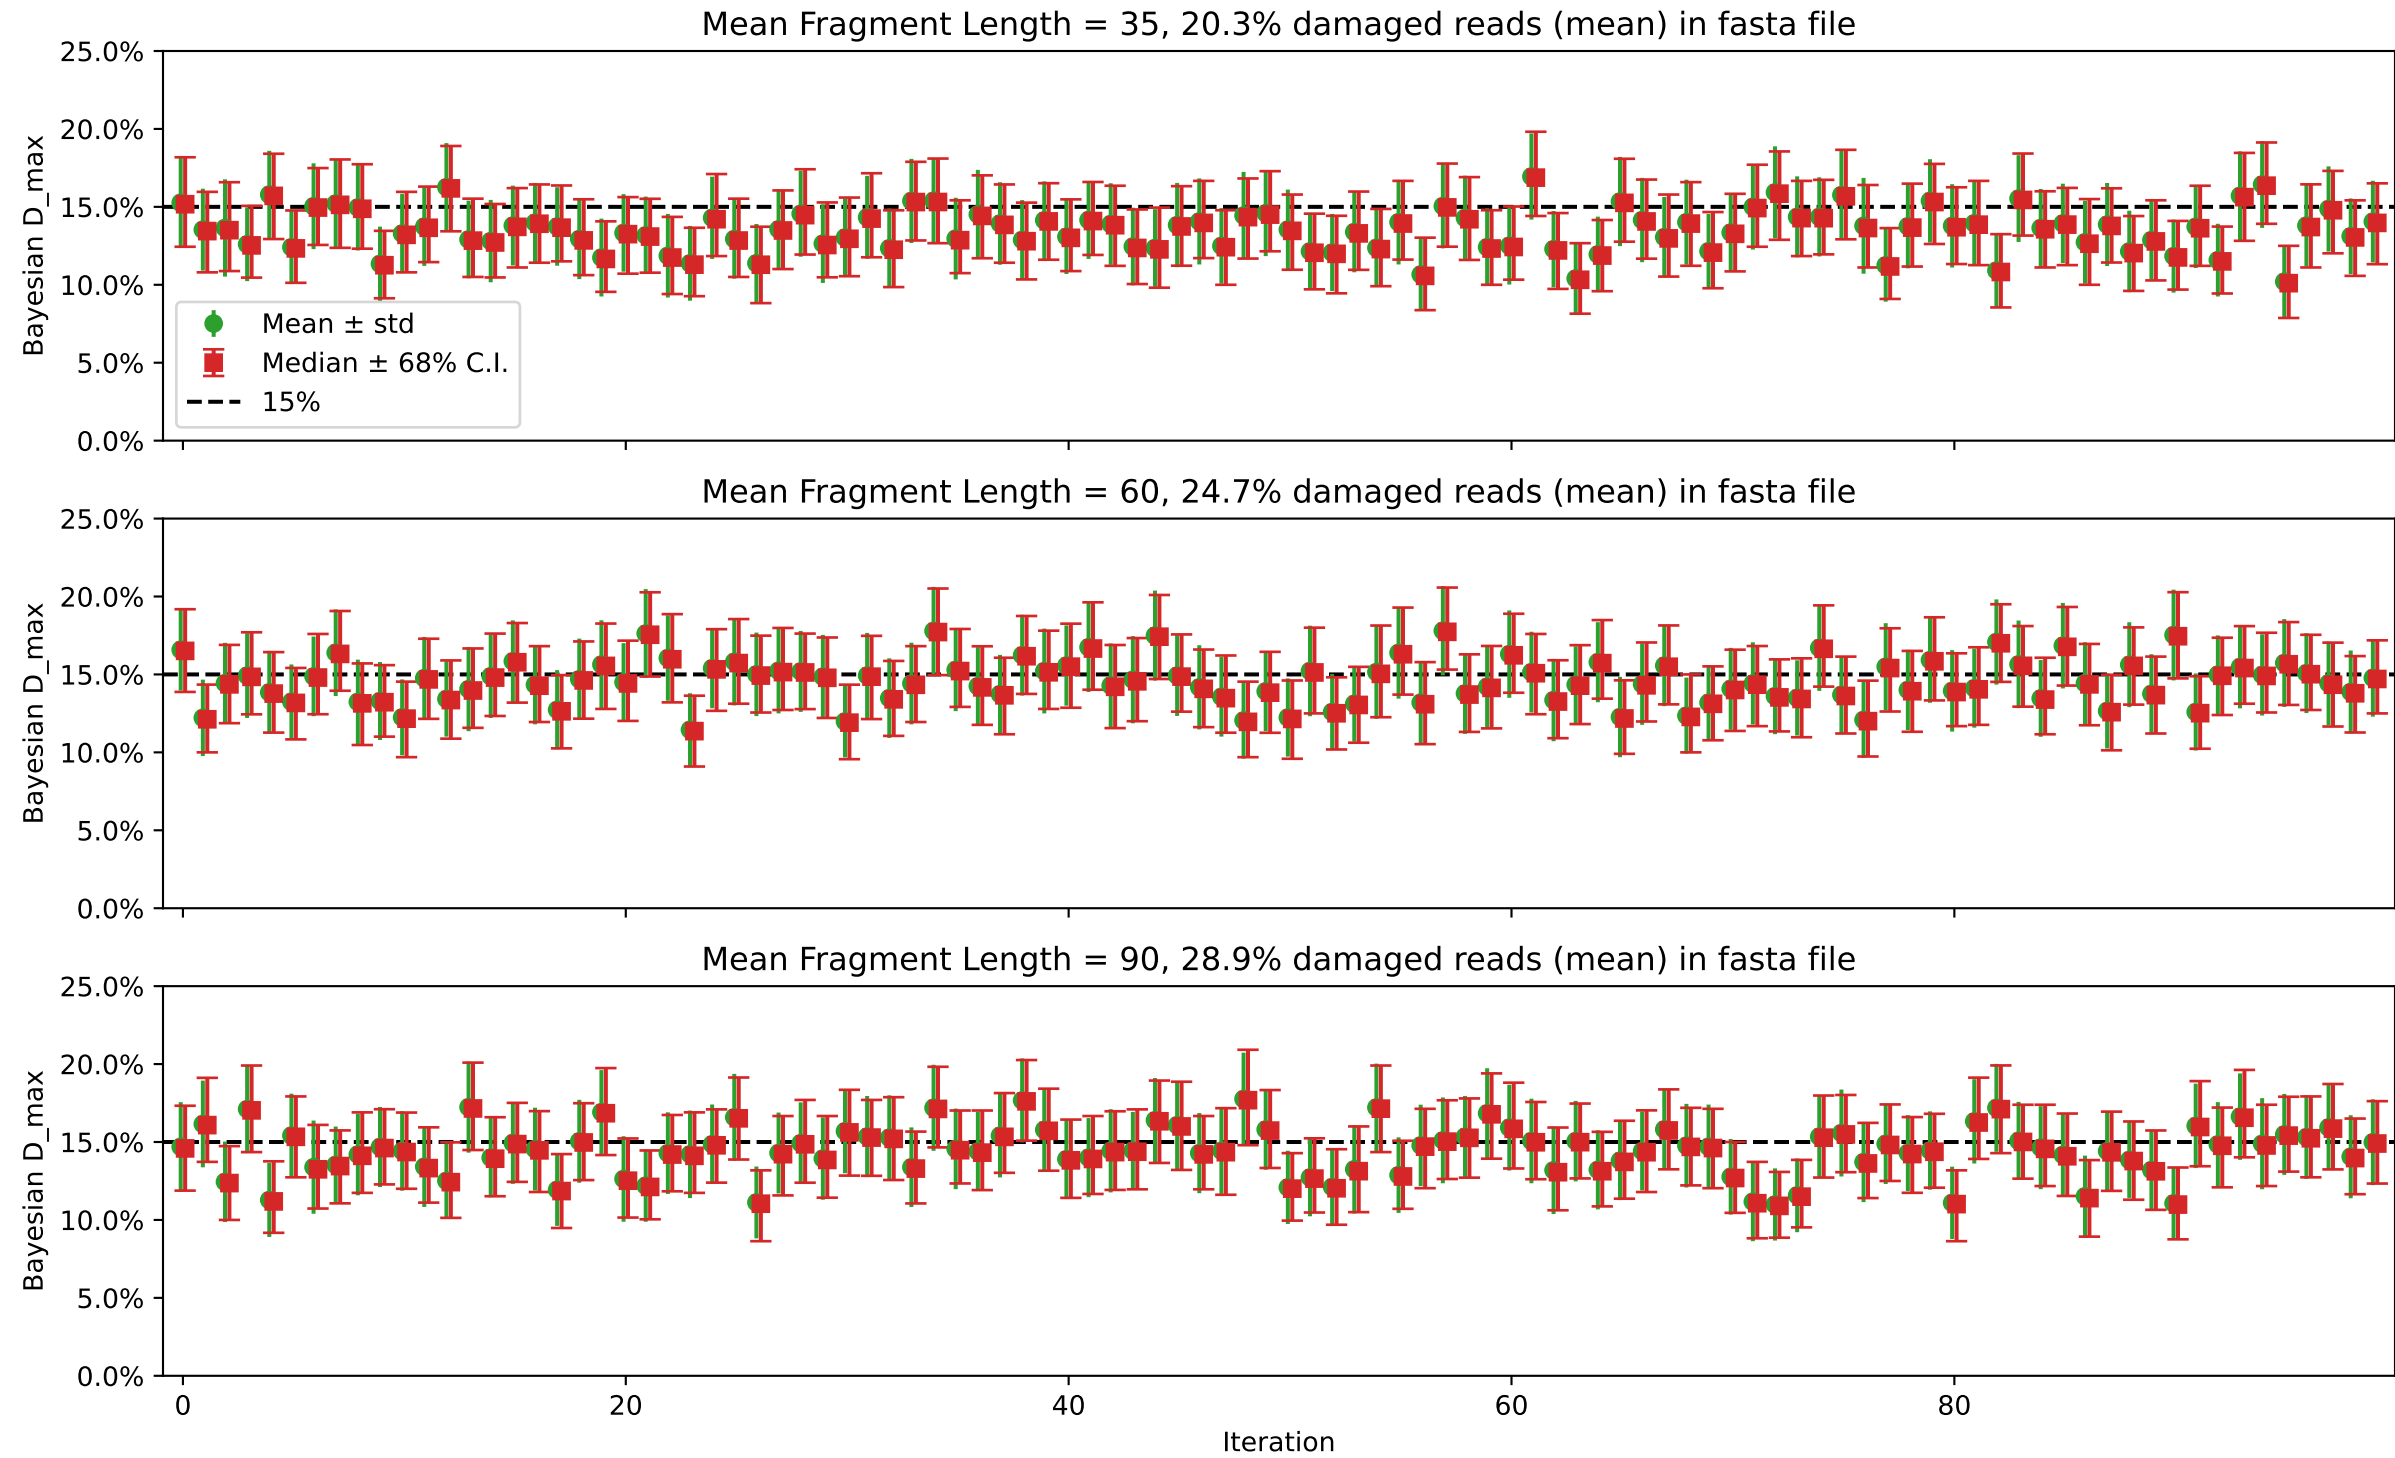 Mean Fragment Length = 35, 20.3% damaged reads (mean) in fasta file
25.0%
20.0%
15.0%
10.0%
5.0%
0.0%
Bayesian D_max
Mean ± std
Median ± 68% C.I.
15%
Mean Fragment Length = 60, 24.7% damaged reads (mean) in fasta file
25.0%
20.0%
15.0%
10.0%
5.0%
0.0%
Bayesian D_max
Mean Fragment Length = 90, 28.9% damaged reads (mean) in fasta file
25.0%
20.0%
15.0%
10.0%
5.0%
0.0%
Bayesian D_max
0 20 40 60 80
Iteration